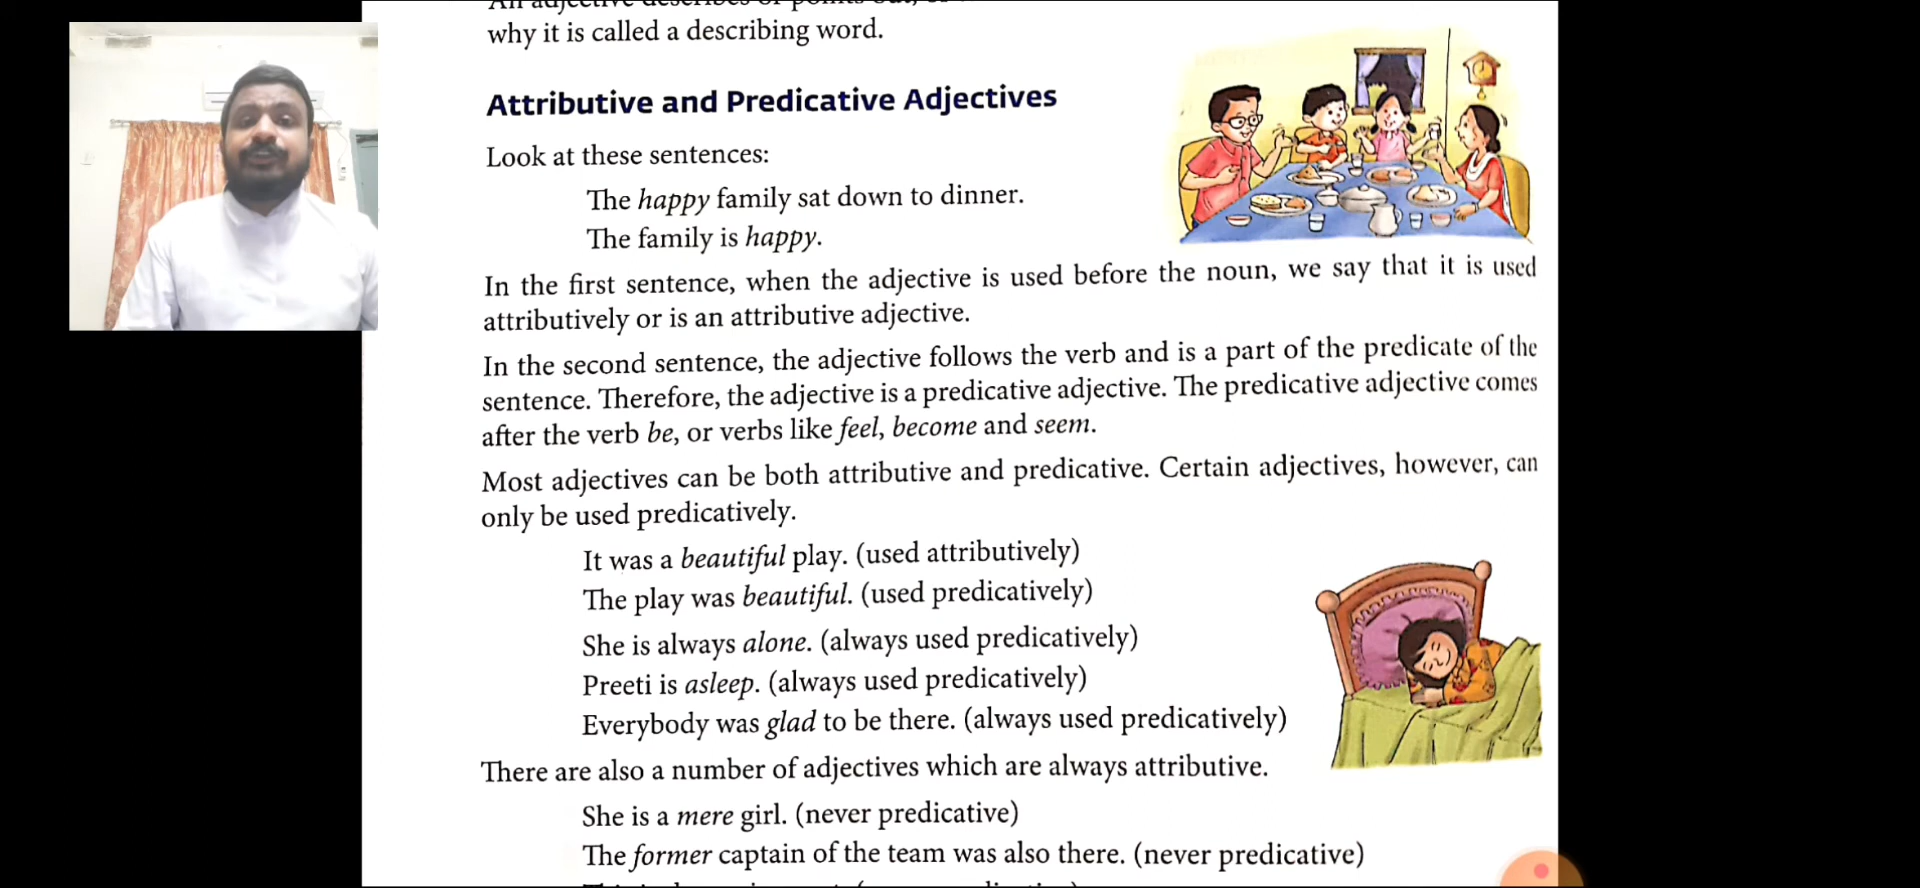 why it is called a describing word.
Attributive and Predicative Adjectives
Look at these sentences:
The happy family sat down to dinner.
The family is happy.
In the first sentence, when the adjective is used before the noun, we say that it is used
attributively or is an attributive adjective.
In the second sentence, the adjective follows the verb and is a part of the predicate of the
sentence. Therefore, the adjective is a predicative adjective. The predicative adjective comes
after the verb be, or verbs like feel, become and seem.
Most adjectives can be both attributive and predicative. Certain adjectives, however, can
only be used predicatively.
It was a beautiful play. (used attributively)
The play was beautiful. (used predicatively)
She is always alone. (always used predicatively)
Preeti is asleep. (always used predicatively)
Everybody was glad to be there. (always used predicatively)
There are also a number of adjectives which are always attributive.
She is a mere girl. (never predicative)
The former captain of the team was also there. (never predicative)